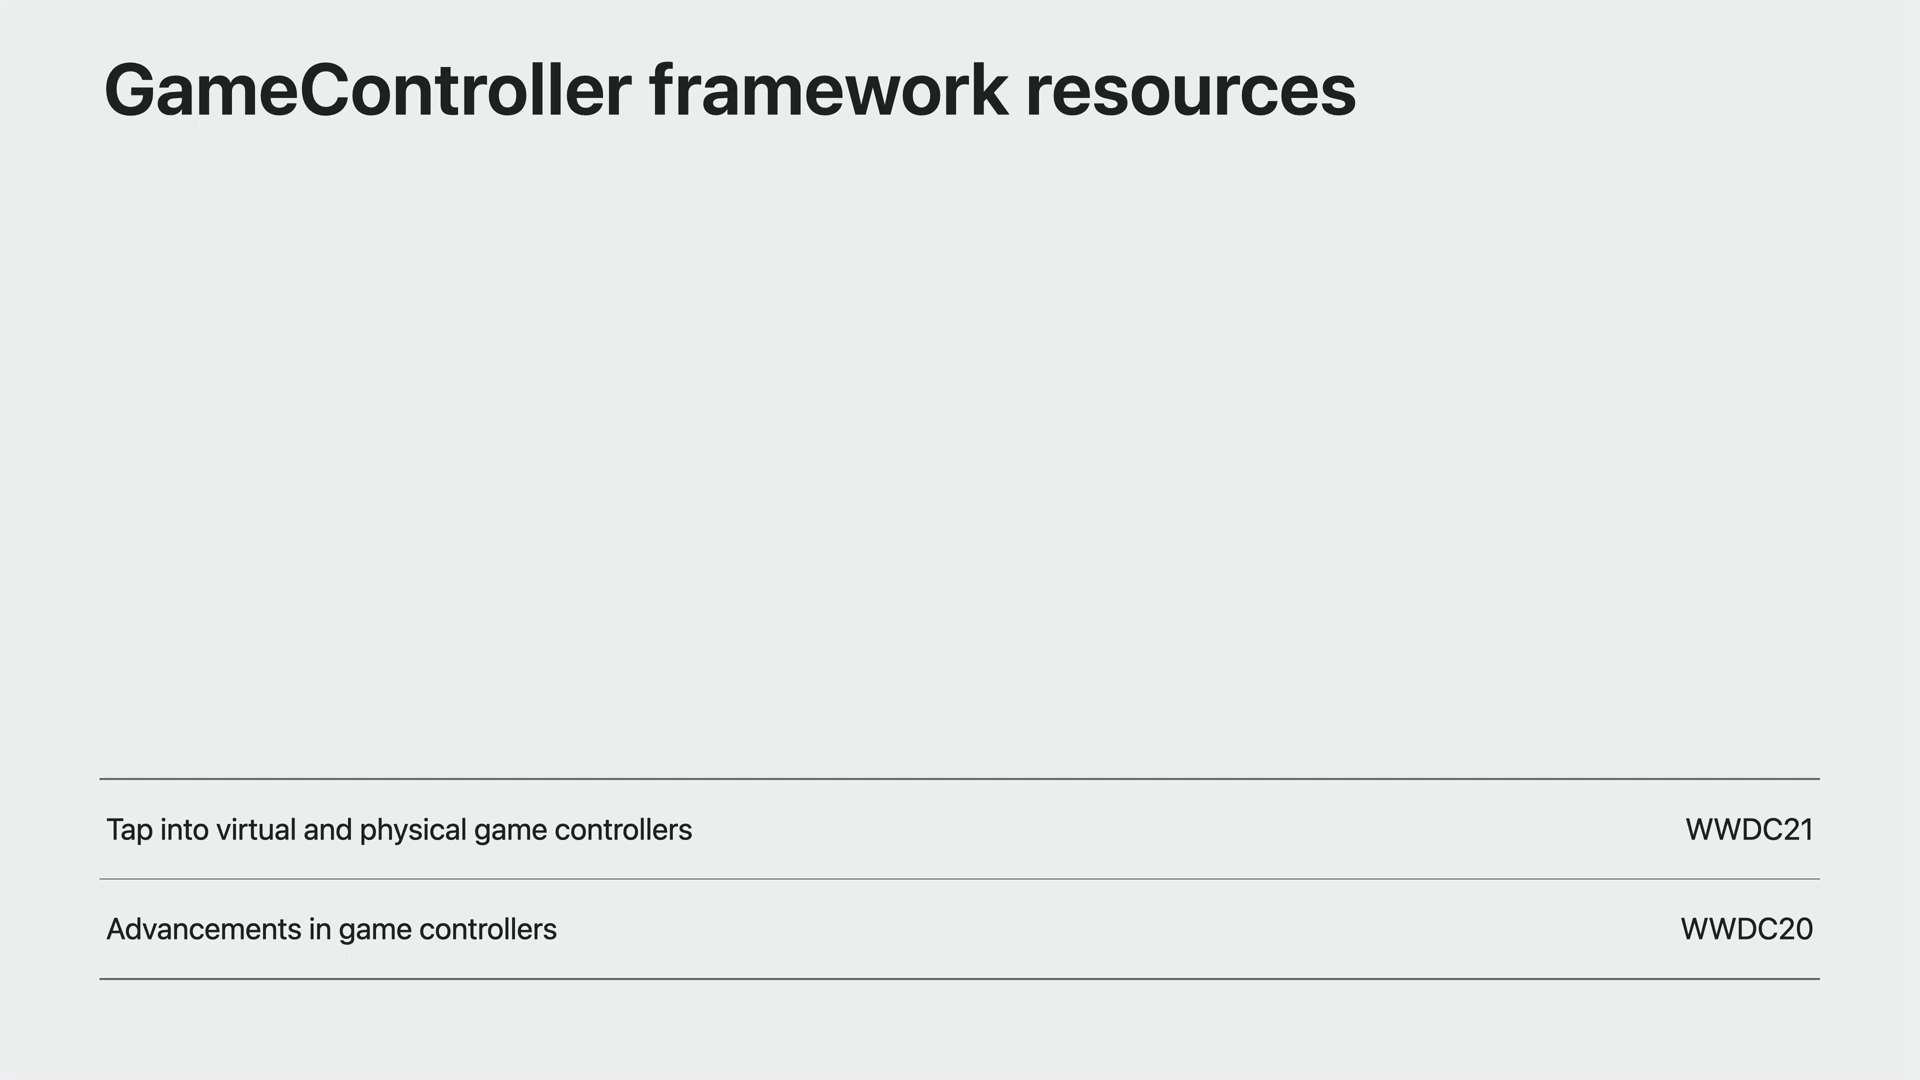 GameController framework resources
Tap into virtual and physical game controllers WWDC21
Advancements in game controllers WWDC20